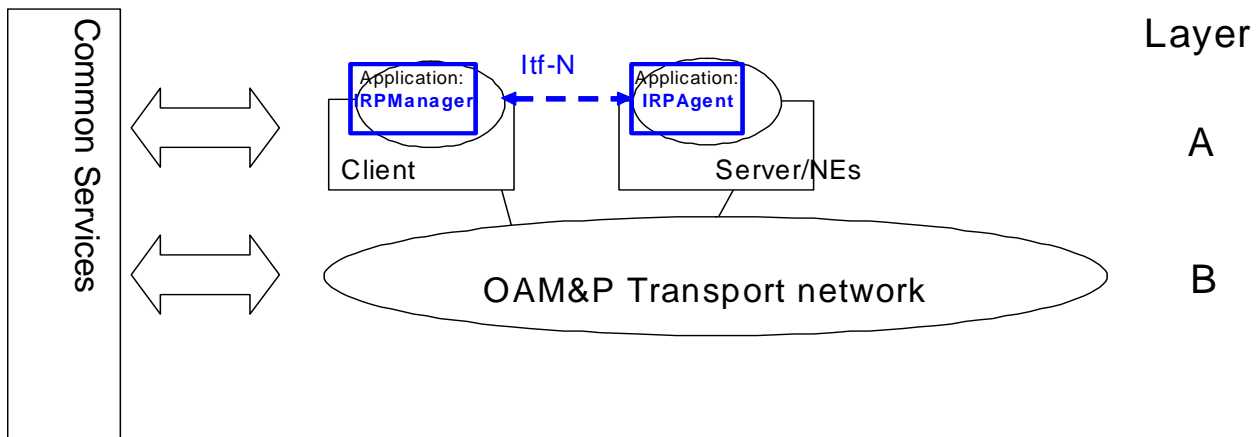 Common Services
Layer
Itf-N
Application:
IRPManager
Application:
IRPAgent
A
Client
Server/NEs
OAM&P Transport network
B